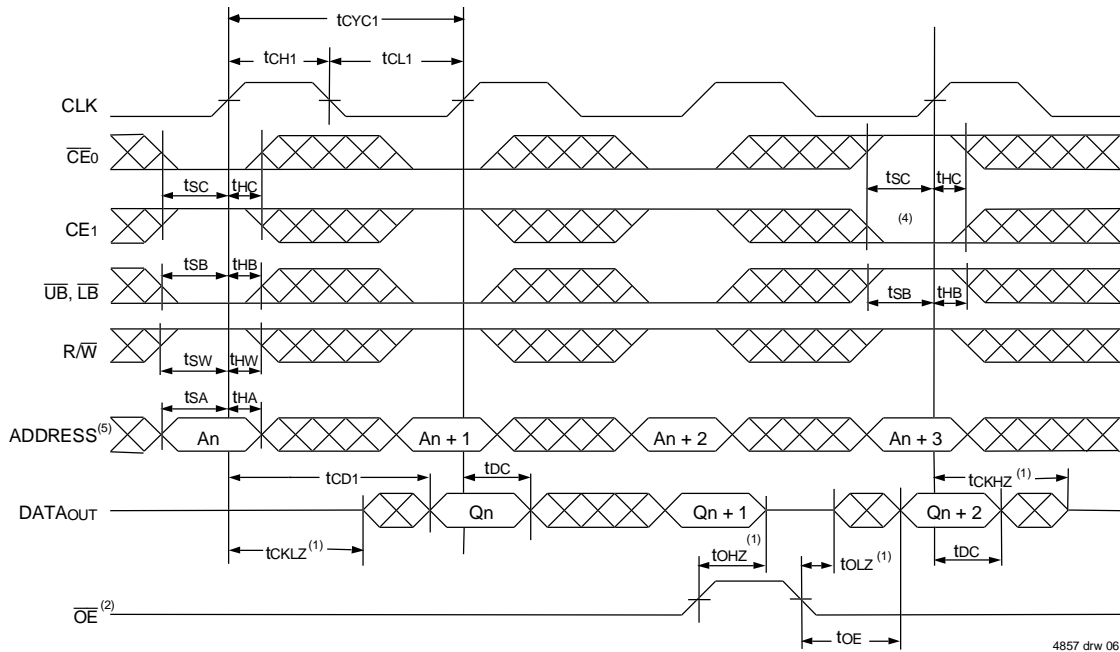 tCYC1
tCH1 tCL1
CLK
CE0
tSC tHC tSC tHC
CE1 (4)
tSB tHB
UB, LB tSB tHB
R/W
tSW tHW
tSA tHA
ADDRESS(5) An An + 1 An + 2 An + 3
tCD1 tDC tCKHZ (1)
DATAOUT Qn Qn + 1 Qn + 2
tCKLZ (1) tOHZ (1) tOLZ (1) tDC
OE (2)
tOE
4857 drw 06